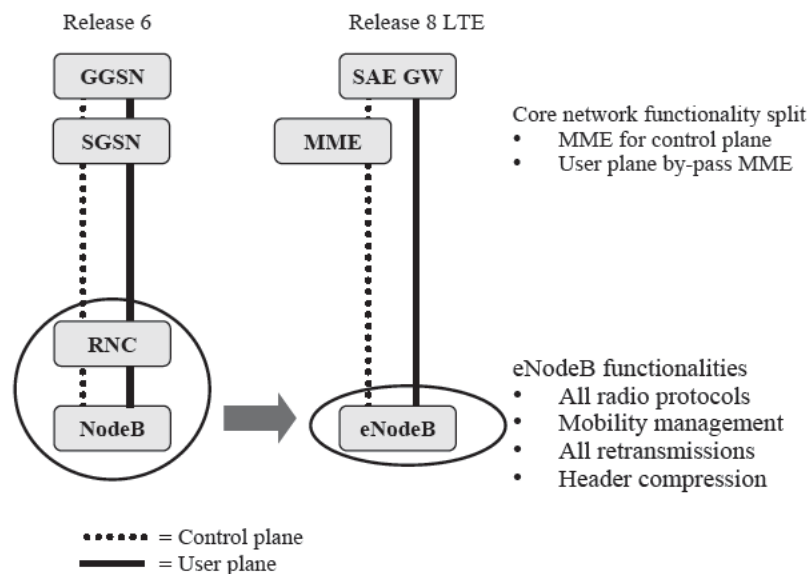 Release 6
Release 8 LTE
GGSN
SAE GW
SGSN
MME
Core network functionality split
• MME for control plane
• User plane by-pass MME
RNC
NodeB
eNodeB
eNodeB functionalities
• All radio protocols
• Mobility management
• All retransmissions
• Header compression
= Control plane
= User plane